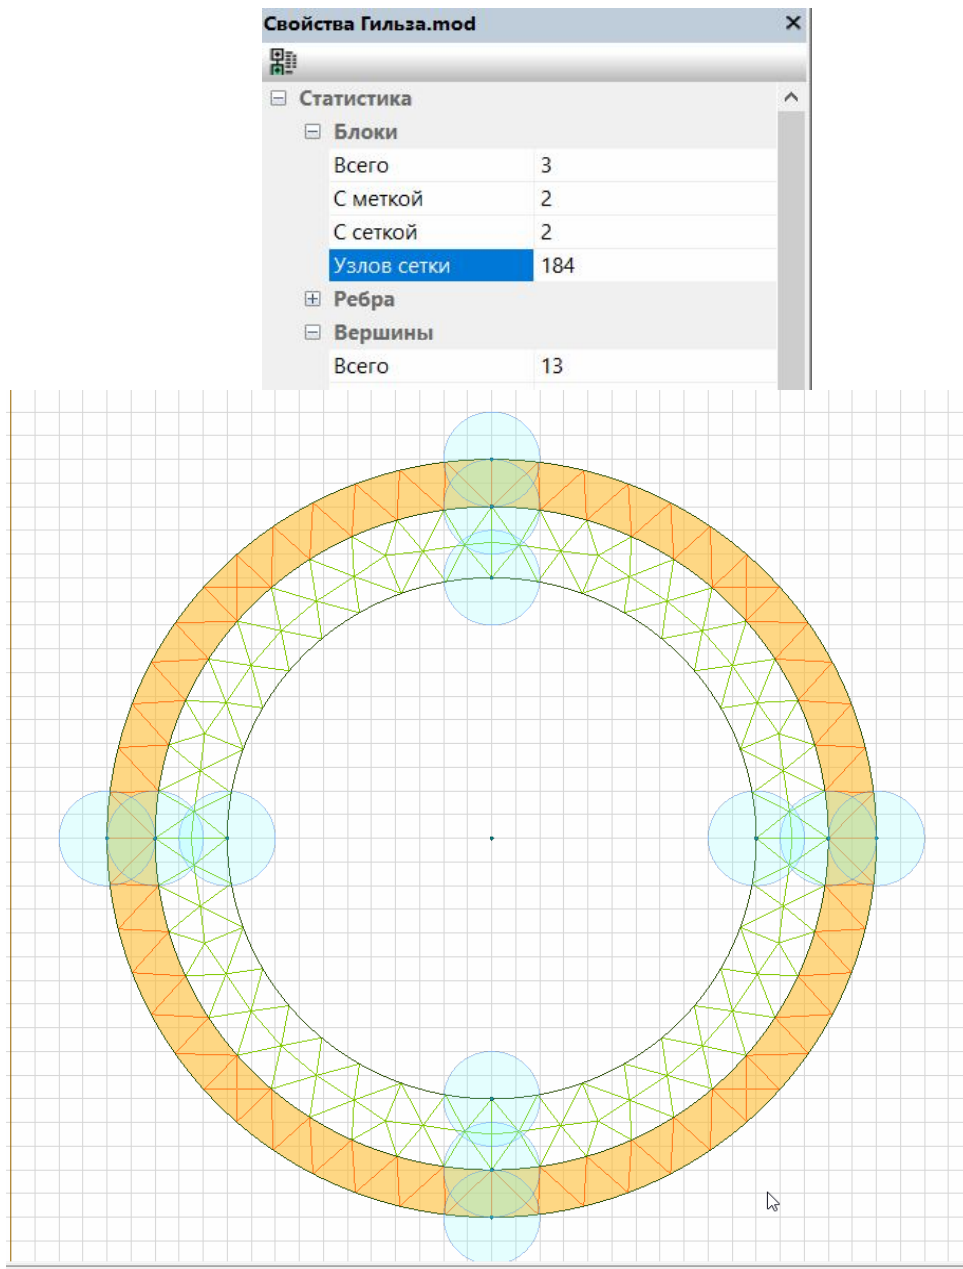 Свойства Гильза.mod
Статистика
Блоки
Всего 3
С меткой 2
С сеткой 2
Узлов сетки 184
Ребра
Вершины
Всего 13